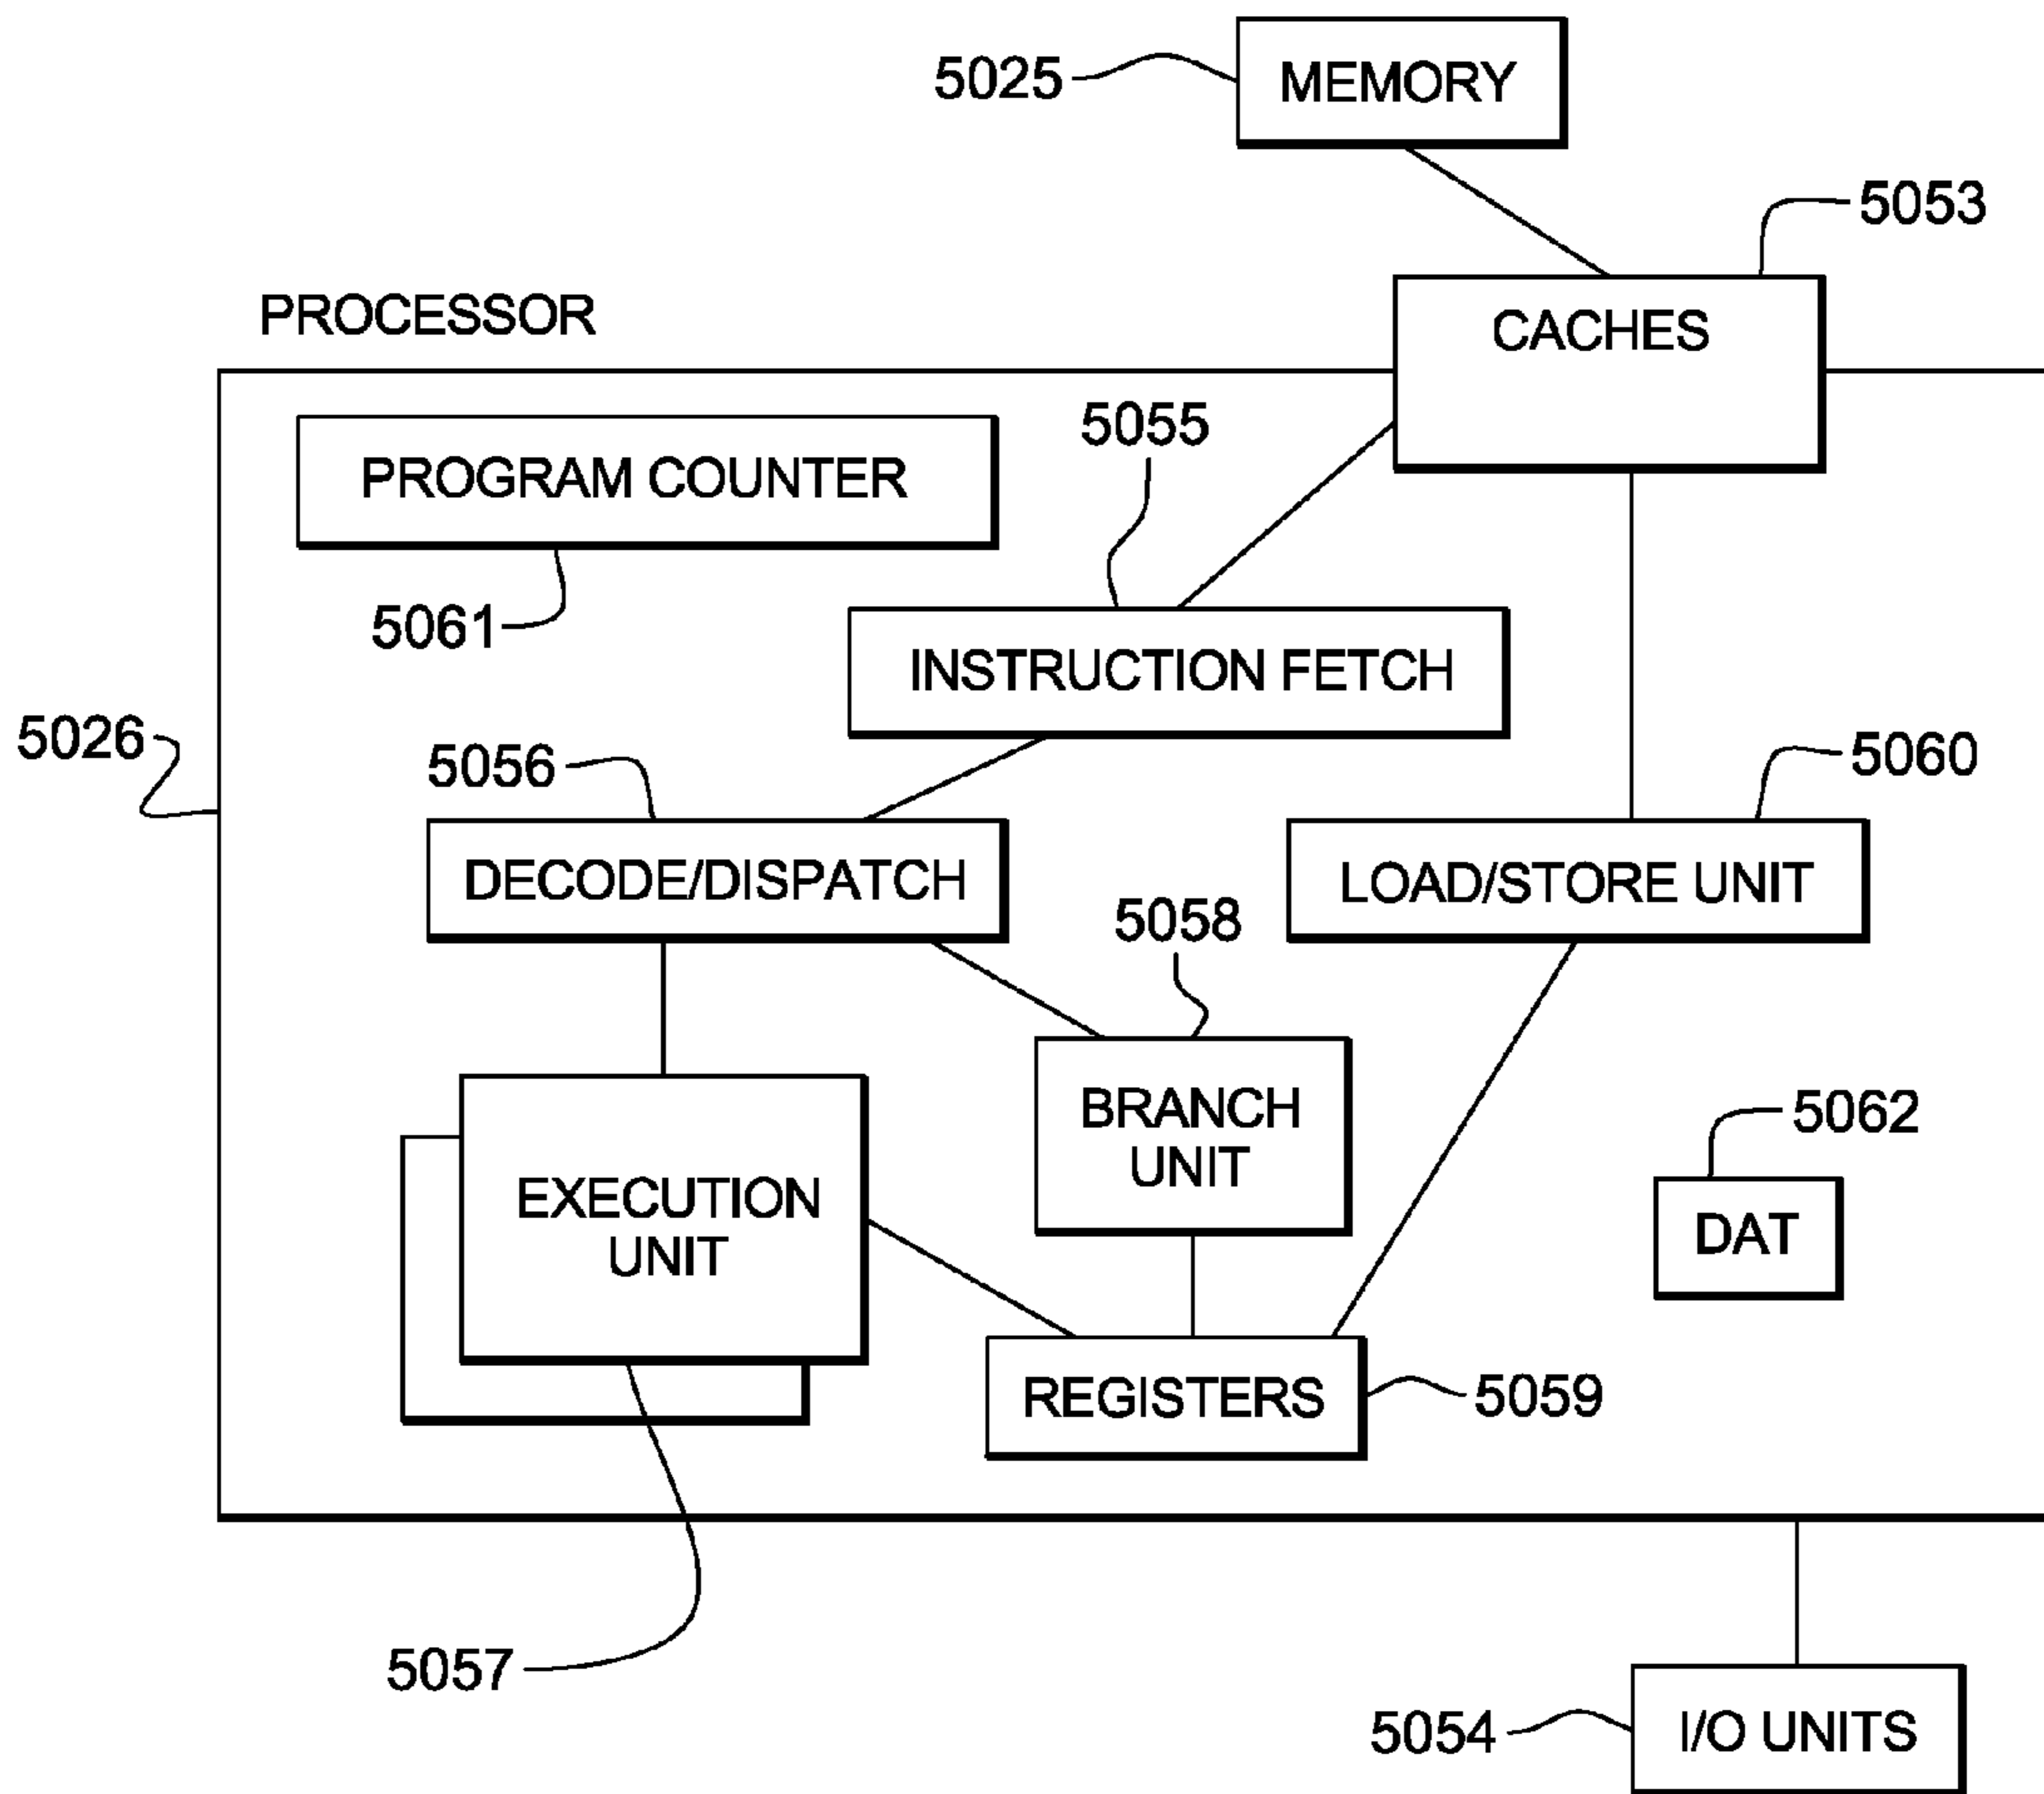 5025
MEMORY
5053
PROCESSOR
CACHES
5055
PROGRAM COUNTER
5061
INSTRUCTION FETCH
5026
5056
5060
DECODE/DISPATCH
LOAD/STORE UNIT
5058
BRANCH
UNIT
5062
EXECUTION
UNIT
DAT
REGISTERS
5059
5057
5054
I/O UNITS